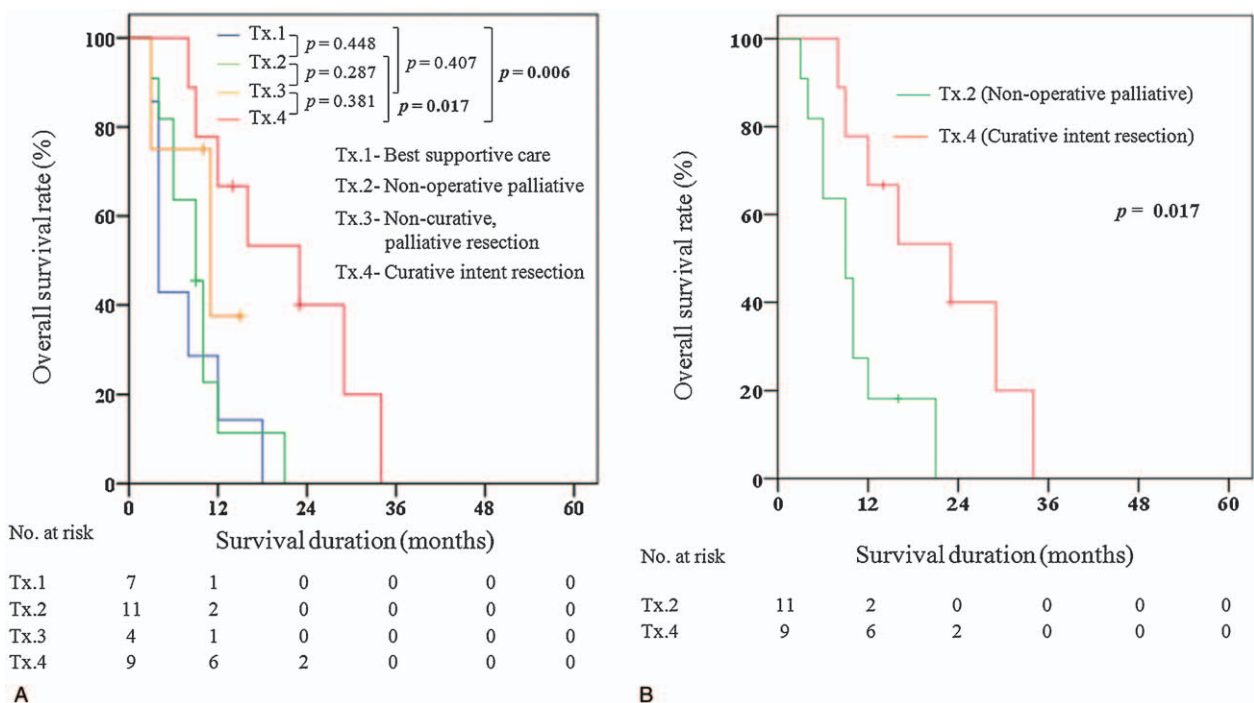 100
80
60
40
20
0
Overall survival rate (%)
Tx.1
Tx.2
Tx.3
Tx.4
p = 0.448
p = 0.287
p = 0.381
p = 0.407
p = 0.017
p = 0.006
Tx.1- Best supportive care
Tx.2- Non-operative palliative
Tx.3- Non-curative,
palliative resection
Tx.4- Curative intent resection
0 12 24 36 48 60
No. at risk
Survival duration (months)
Tx.1 7 1 0 0 0 0
Tx.2 11 2 0 0 0 0
Tx.3 4 1 0 0 0 0
Tx.4 9 6 2 0 0 0
A
100
80
60
40
20
0
Overall survival rate (%)
Tx.2 (Non-operative palliative)
Tx.4 (Curative intent resection)
p = 0.017
0 12 24 36 48 60
No. at risk
Survival duration (months)
Tx.2 11 2 0 0 0 0
Tx.4 9 6 2 0 0 0
B